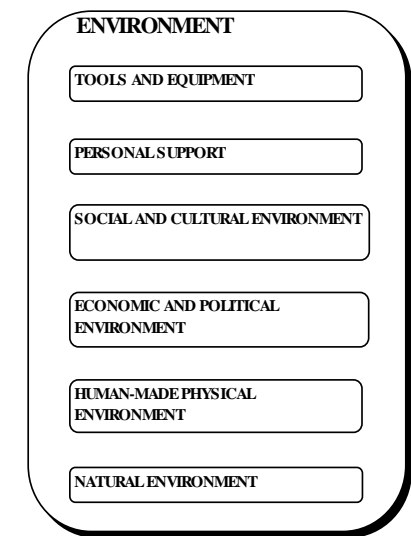 ENVIRONMENT
TOOLS AND EQUIPMENT
PERSONAL SUPPORT
SOCIAL AND CULTURAL ENVIRONMENT
ECONOMIC AND POLITICAL
ENVIRONMENT
HUMAN-MADE PHYSICAL
ENVIRONMENT
NATURAL ENVIRONMENT